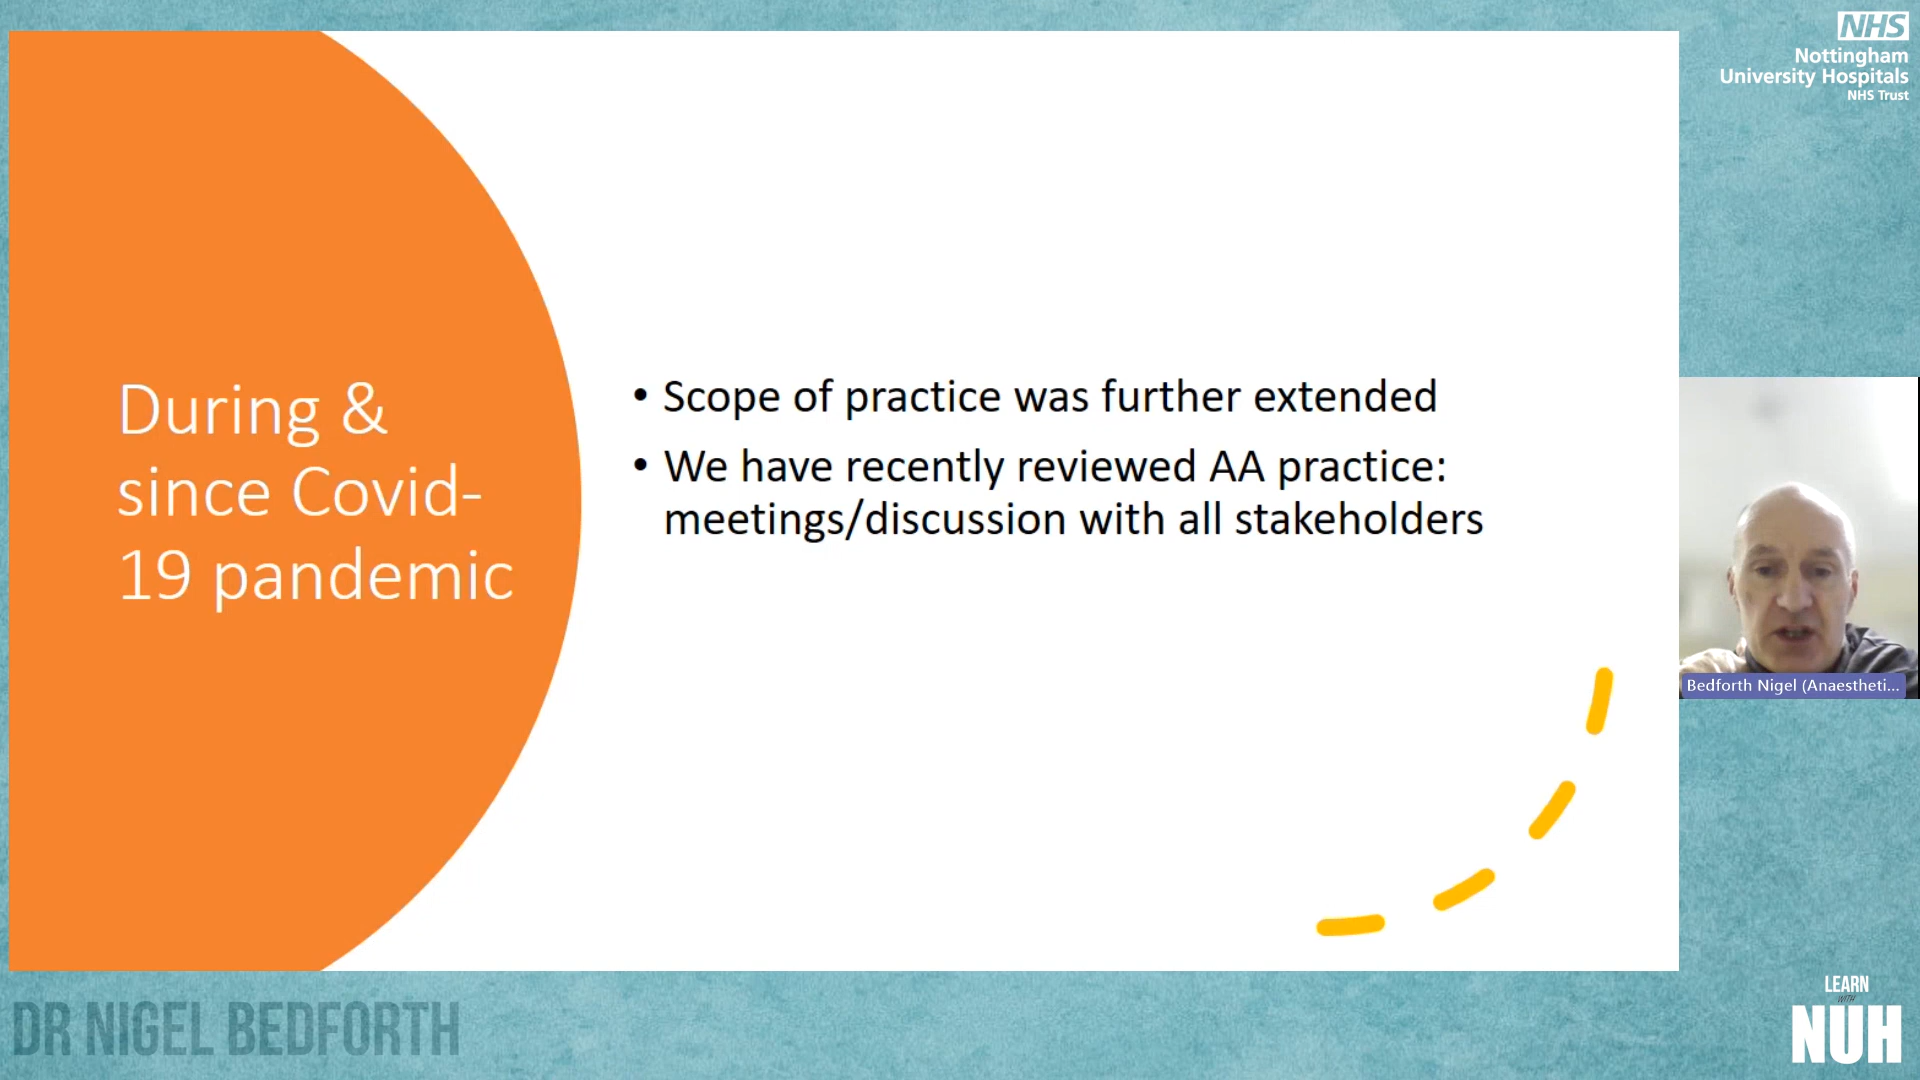 NHS
Nottingham
University Hospitals
NHS Trust
During &
since Covid-
19 pandemic
• Scope of practice was further extended
• We have recently reviewed AA practice:
meetings/discussion with all stakeholders
Bedforth Nigel (Anaestheti...
DR NIGEL BEDFORTH
LEARN
WITH
NUH